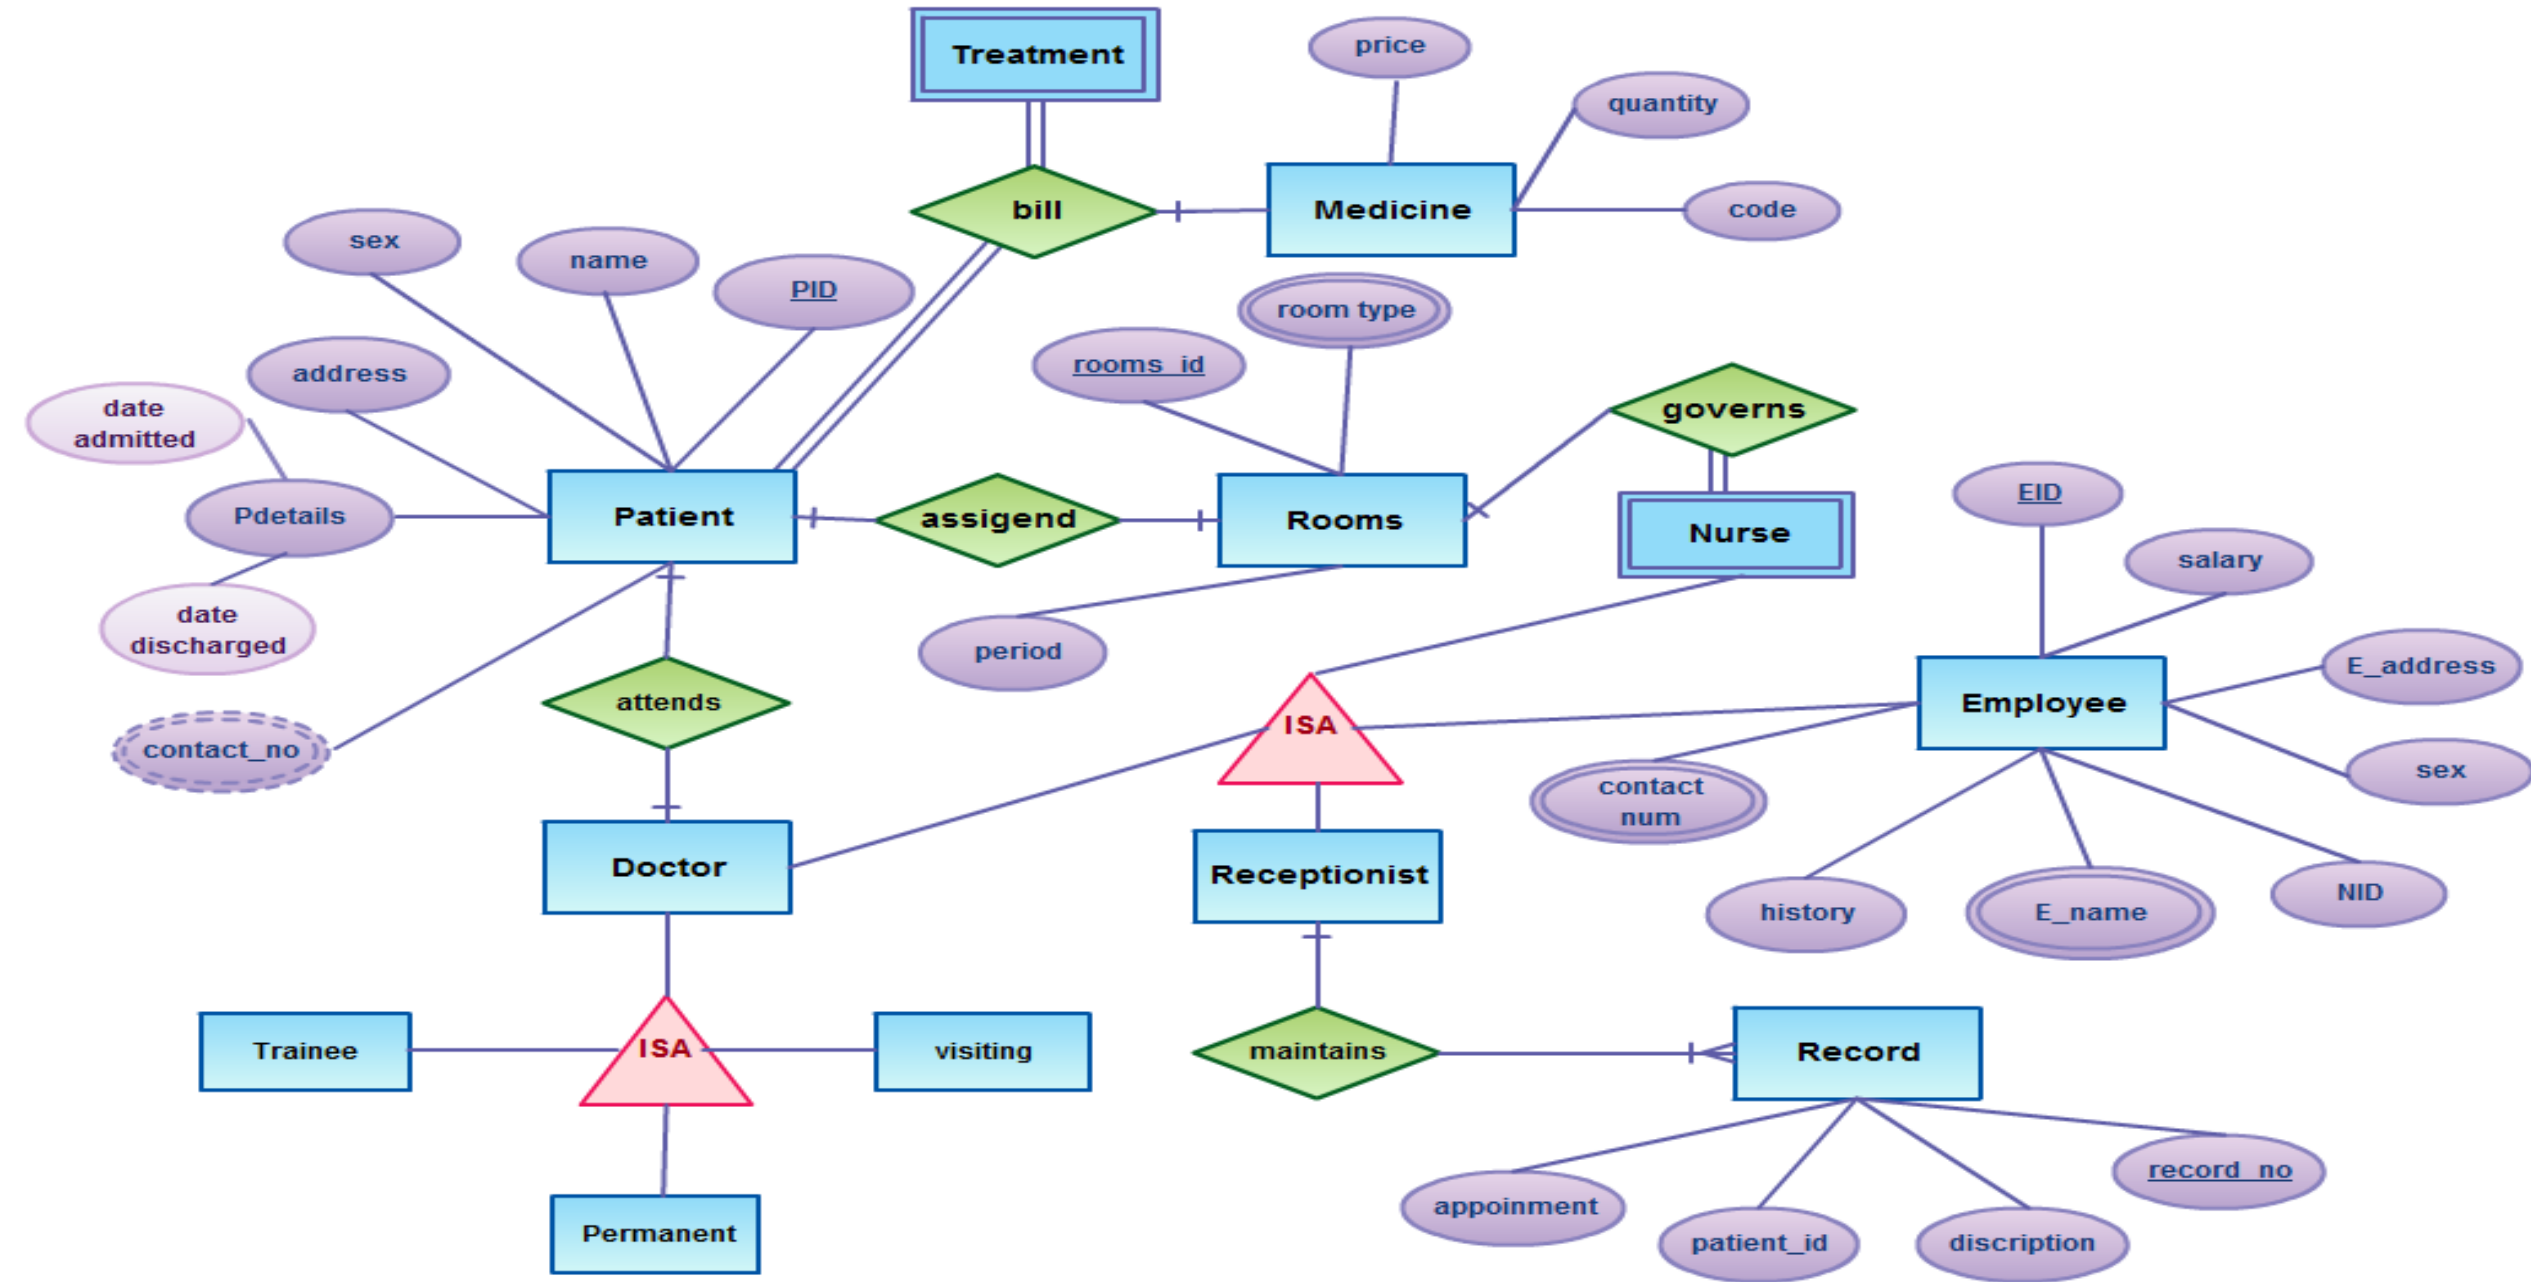 Treatment
price
quantity
bill
Medicine
code
sex
name
PID
room type
rooms_id
address
date
admitted
governs
Pdetails
Patient
assigend
Rooms
Nurse
EID
salary
date
discharged
period
E_address
attends
Employee
ISA
contact_no
sex
contact
num
Doctor
Receptionist
history
E_name
NID
Trainee
ISA
visiting
maintains
Record
record_no
appoinment
patient_id
discription
Permanent